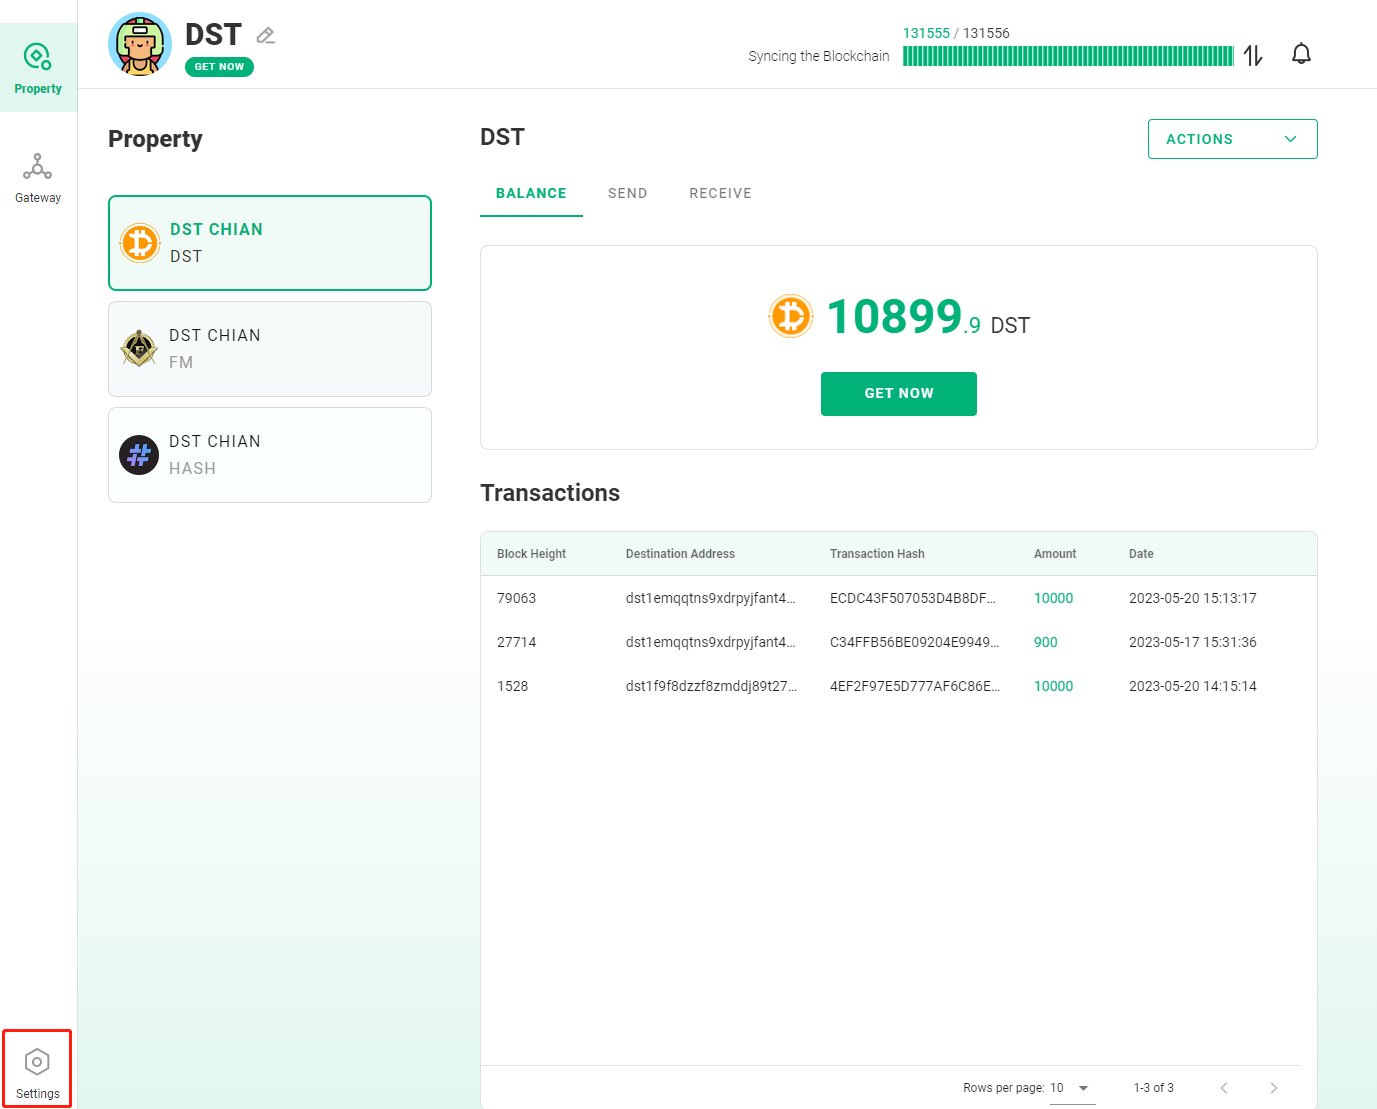 DST
GET NOW
Syncing the Blockchain
131555 / 131556
Property
Gateway
Settings
Property
DST CHIAN
DST
DST CHIAN
FM
DST CHIAN
HASH
DST
ACTIONS
BALANCE SEND RECEIVE
10899.9 DST
GET NOW
Transactions
Block Height Destination Address Transaction Hash Amount Date
79063 dst1emqqtns9xdrpyjfant4... ECDC43F507053D4B8DF... 10000 2023-05-20 15:13:17
27714 dst1emqqtns9xdrpyjfant4... C34FFB56BE09204E9949... 900 2023-05-17 15:31:36
1528 dst1f9f8dzzf8zmddj89t27... 4EF2F97E5D777AF6C86E... 10000 2023-05-20 14:15:14
Rows per page: 10 1-3 of 3